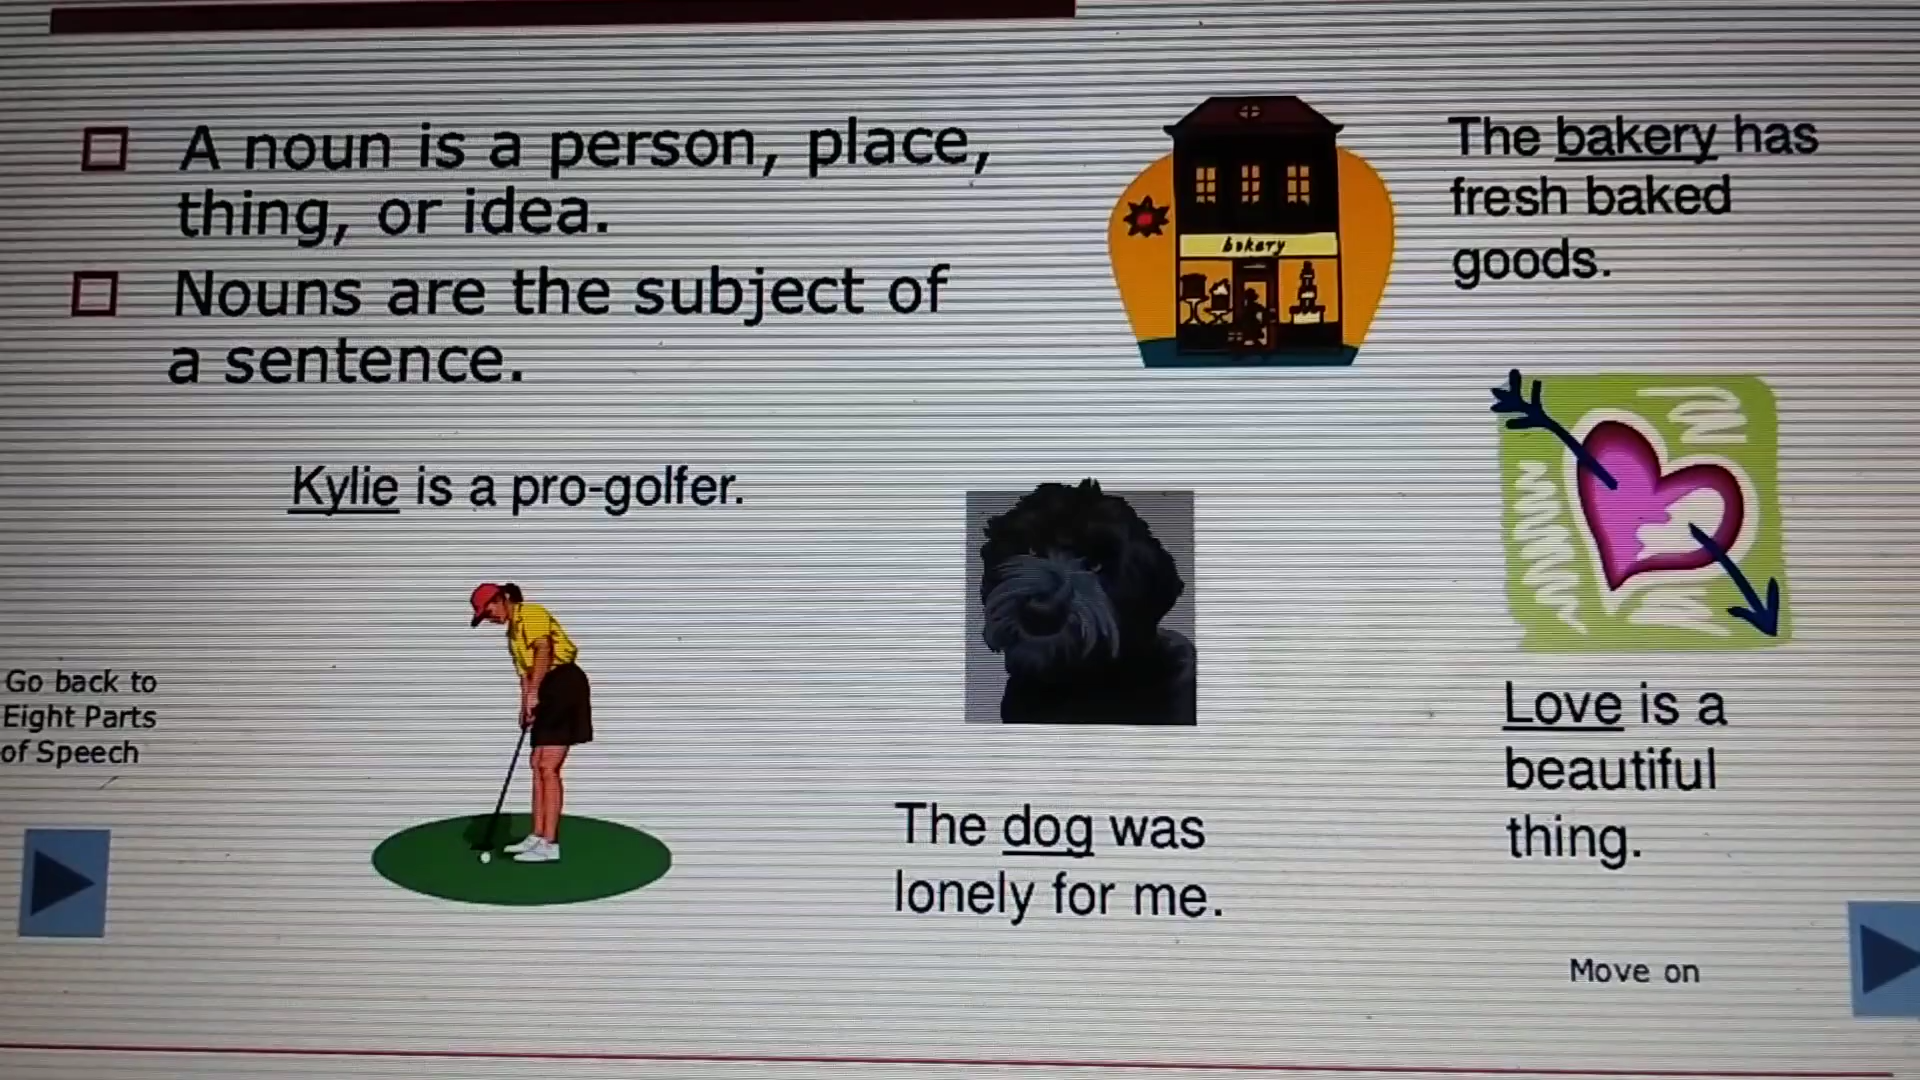 A noun is a person, place,
thing, or idea.
Nouns are the subject of
a sentence.
bakery
The bakery has
fresh baked
goods.
Kylie is a pro-golfer.
The dog was
lonely for me.
Love is a
beautiful
thing.
Go back to
Eight Parts
of Speech
Move on